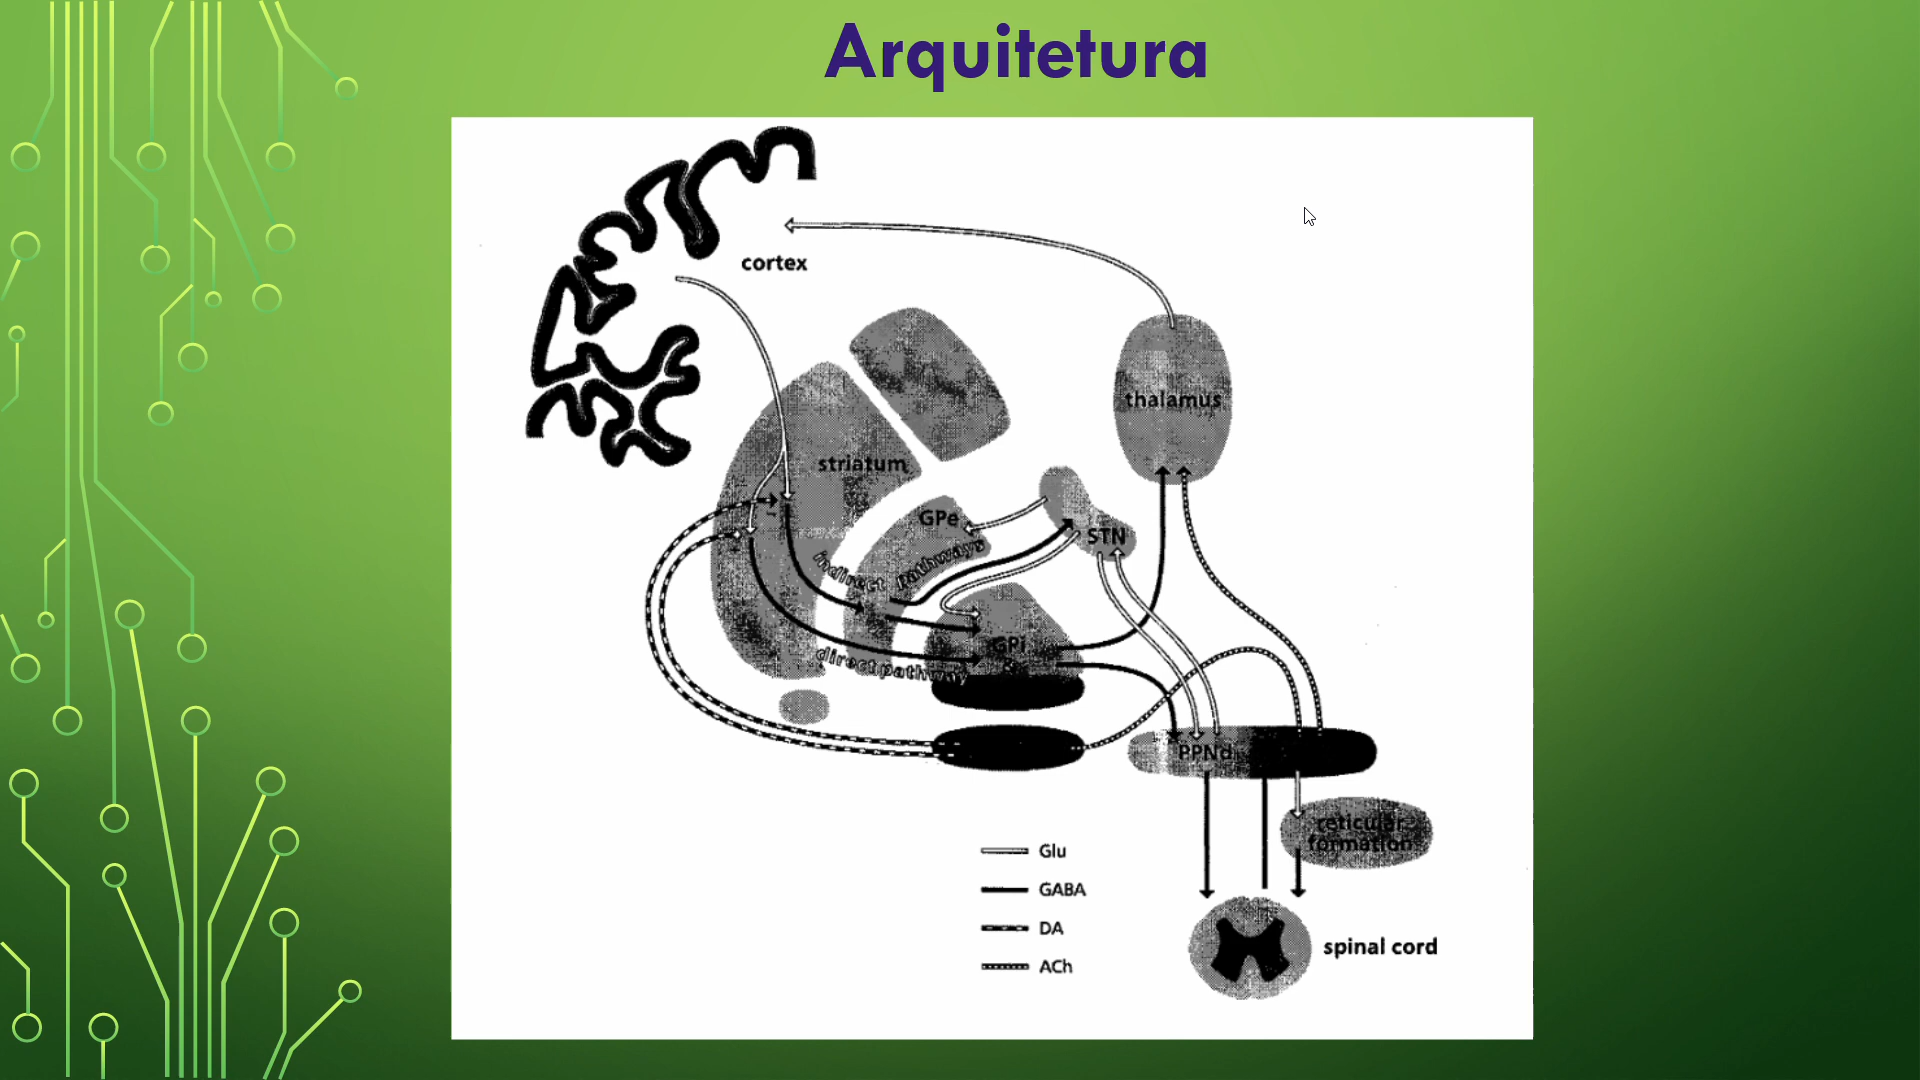 Arquitetura
cortex
thalamus
striatum
GPe
STN
indirect pathways
GPi
&
direct pathway
PPNd
reticular
formation
Glu
GABA
DA
ACh
spinal cord